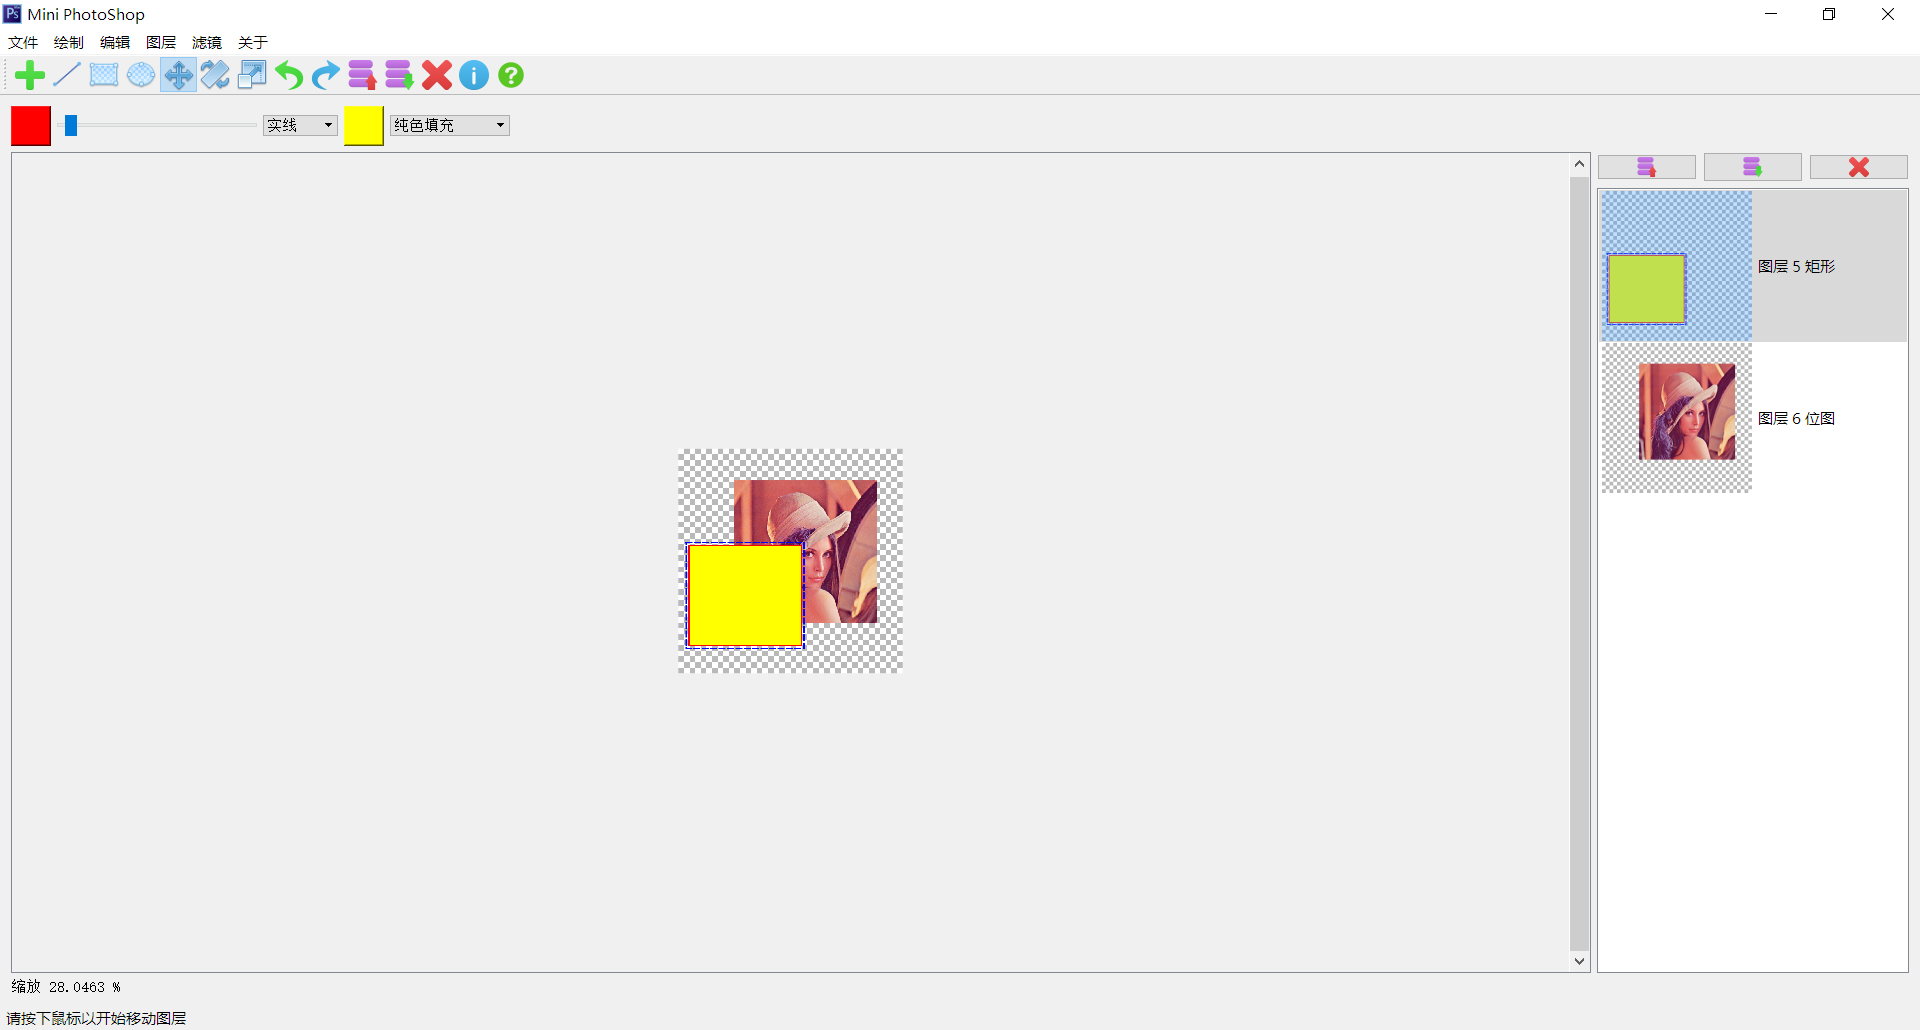 Ps Mini PhotoShop
文件 绘制 编辑 图层 滤镜 关于
实线 纯色填充
图层 5 矩形
图层 6 位图
缩放 28.0463 %
请按下鼠标以开始移动图层